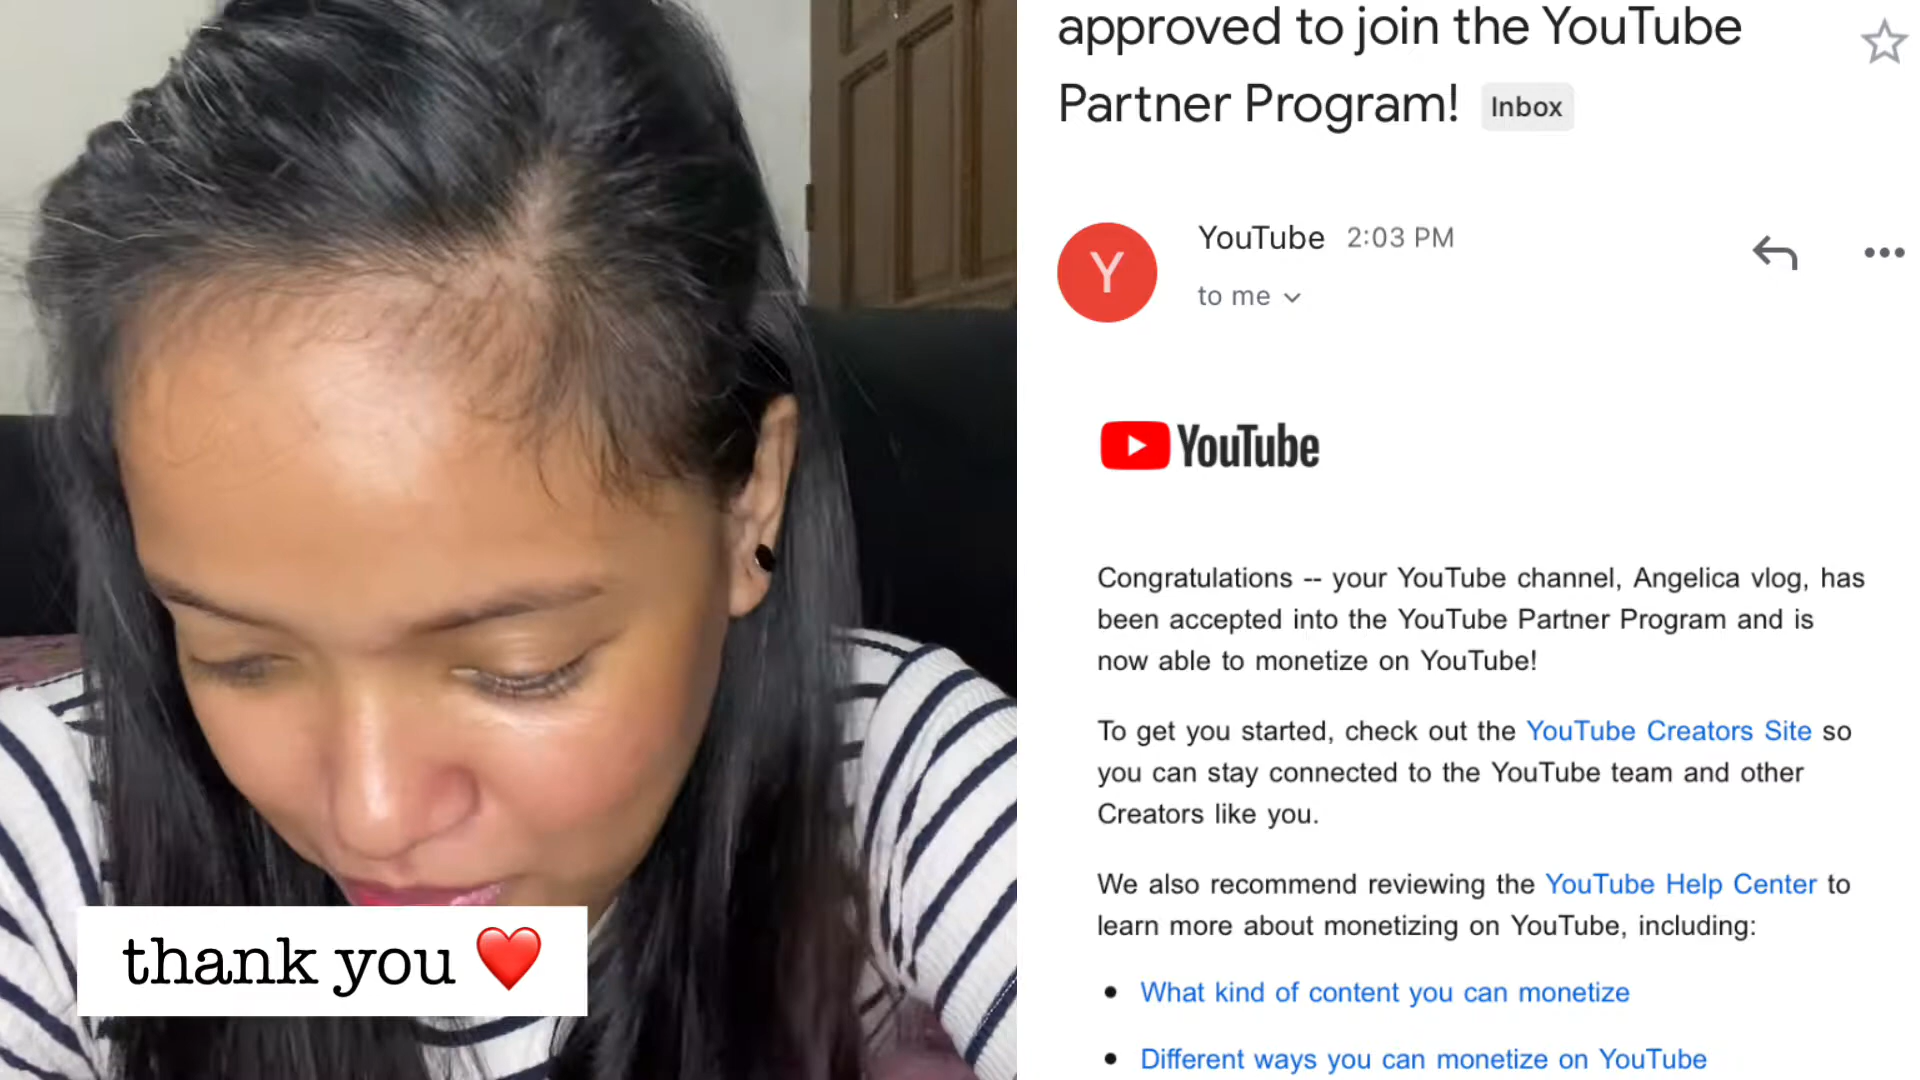 approved to join the YouTube
Partner Program! Inbox
Y
YouTube 2:03 PM
to me
YouTube
Congratulations -- your YouTube channel, Angelica vlog, has
been accepted into the YouTube Partner Program and is
now able to monetize on YouTube!
To get you started, check out the YouTube Creators Site so
you can stay connected to the YouTube team and other
Creators like you.
We also recommend reviewing the YouTube Help Center to
learn more about monetizing on YouTube, including:
• What kind of content you can monetize
• Different ways you can monetize on YouTube
thank you ❤️